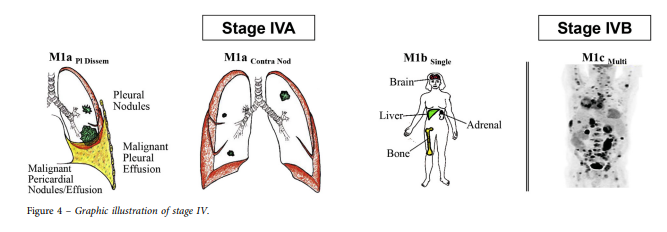 Stage IVA
Stage IVB
M1a Pl Dissem
Pleural
Nodules
Malignant
Pleural
Effusion
Malignant
Pericardial
Nodules/Effusion
M1a Contra Nod
M1b Single
Brain
Liver
Adrenal
Bone
M1c Multi
Figure 4 – Graphic illustration of stage IV.